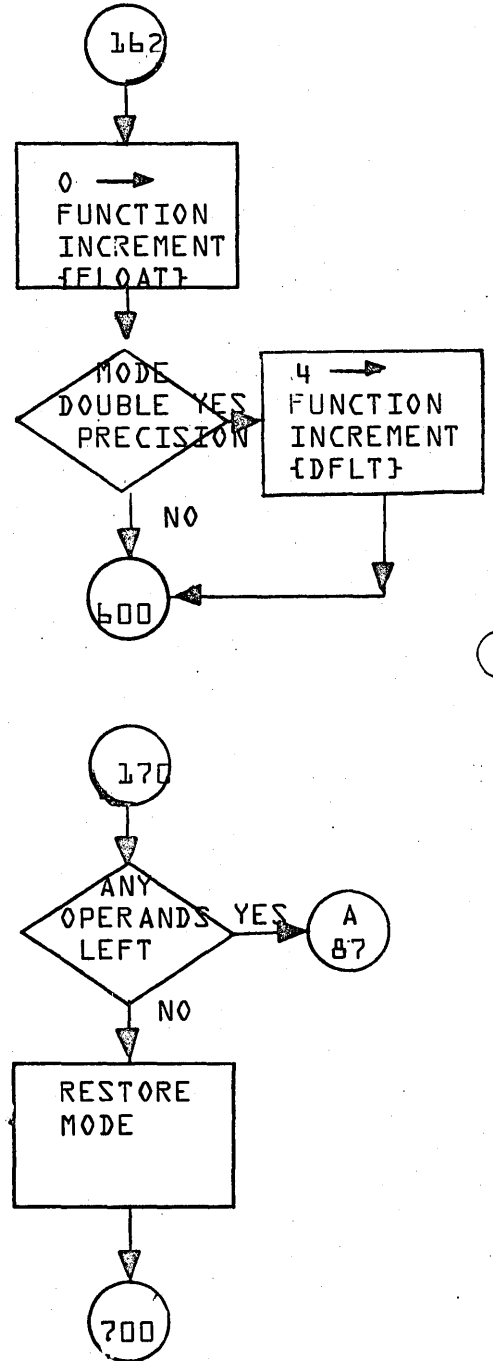 162
0 →
FUNCTION
INCREMENT
{FLOAT}
MODE
DOUBLE YES
PRECISION
4 →
FUNCTION
INCREMENT
{DFLT}
NO
600
170
ANY
OPERANDS YES
LEFT
A
87
NO
RESTORE
MODE
700